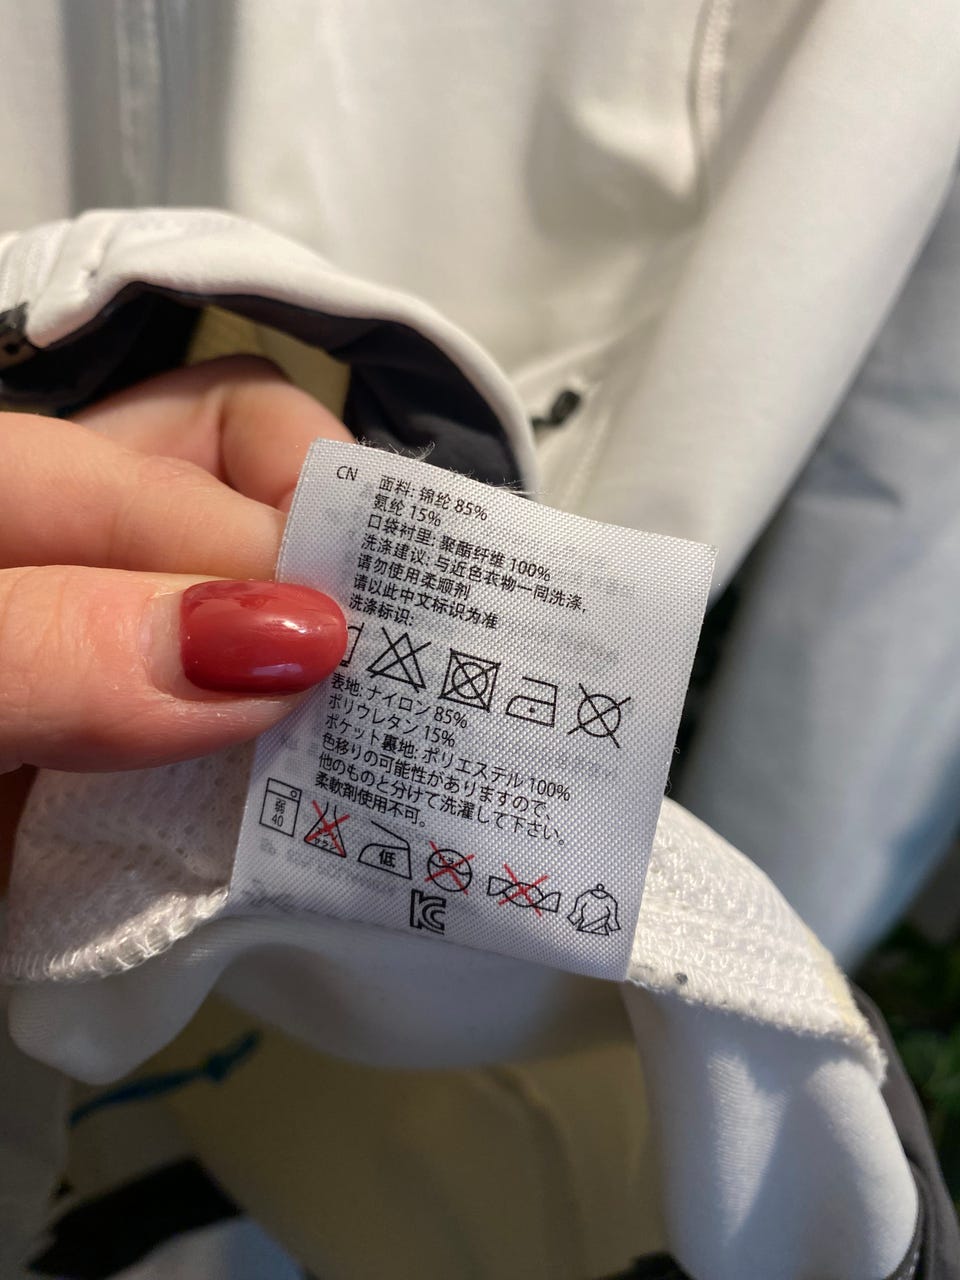 CN
面料: 锦纶 85%
氨纶 15%
口袋衬里: 聚酯纤维 100%
洗涤建议: 与近色衣物一同洗涤.
请勿使用柔顺剂
请以此中文标识为准
洗涤标识:
表地: ナイロン 85%
ポリウレタン 15%
ポケット裏地: ポリエステル 100%
色移りの可能性がありますので、
他のものと分けて洗濯して下さい。
柔軟剤使用不可。
弱
40
低